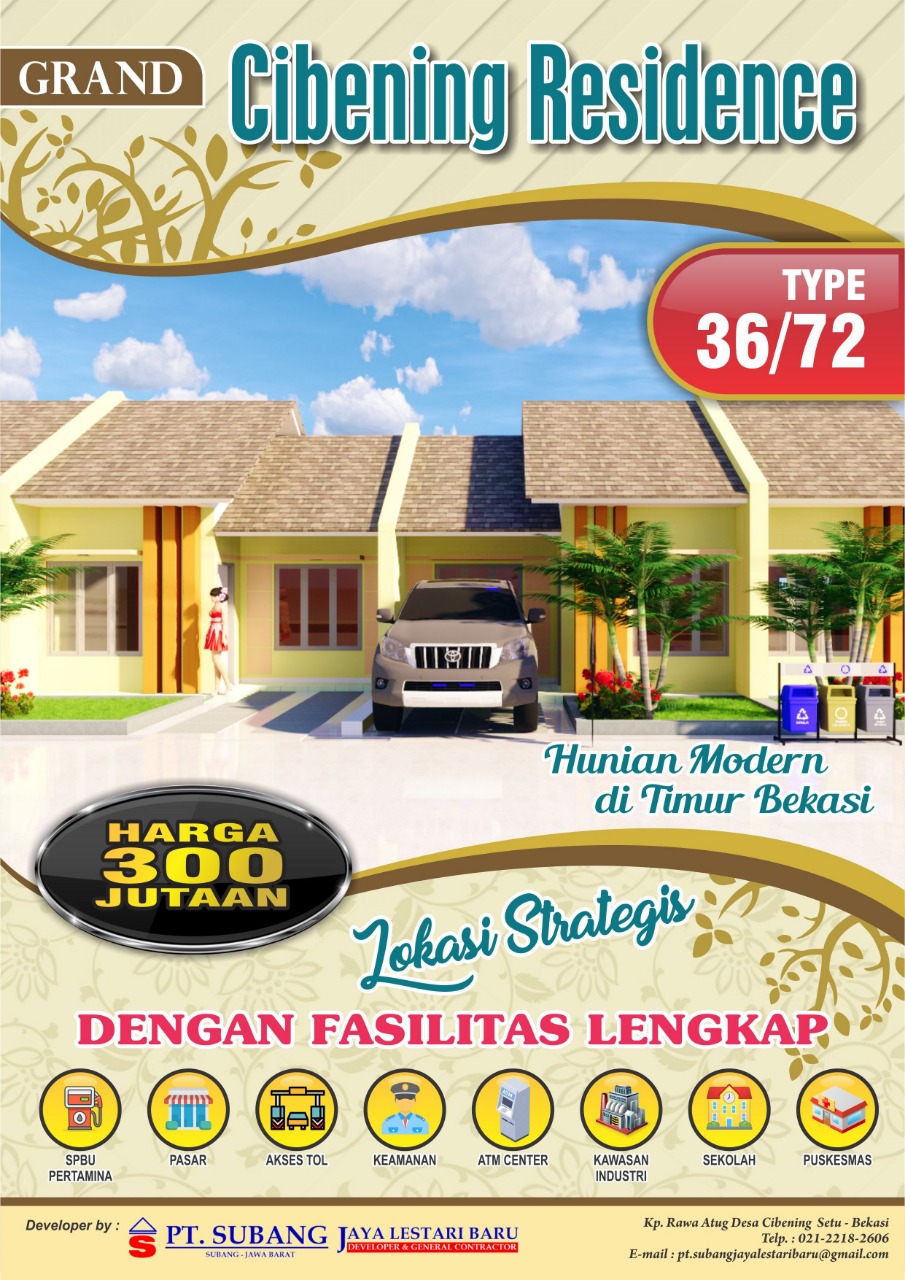 GRAND
Cibening Residence
TYPE
36/72
Hunian Modern
di Timur Bekasi
HARGA
300
JUTAAN
Lokasi Strategis
DENGAN FASILITAS LENGKAP
SPBU
PERTAMINA
PASAR
AKSES TOL
KEAMANAN
ATM CENTER
KAWASAN
INDUSTRI
SEKOLAH
PUSKESMAS
Developer by :
S PT. SUBANG JAYA LESTARI BARU
SUBANG - JAWA BARAT
DEVELOPER & GENERAL CONTRACTOR
Kp. Rawa Atug Desa Cibening Setu - Bekasi
Telp. : 021-2218-2606
E-mail : pt.subangjayalestaribaru@gmail.com